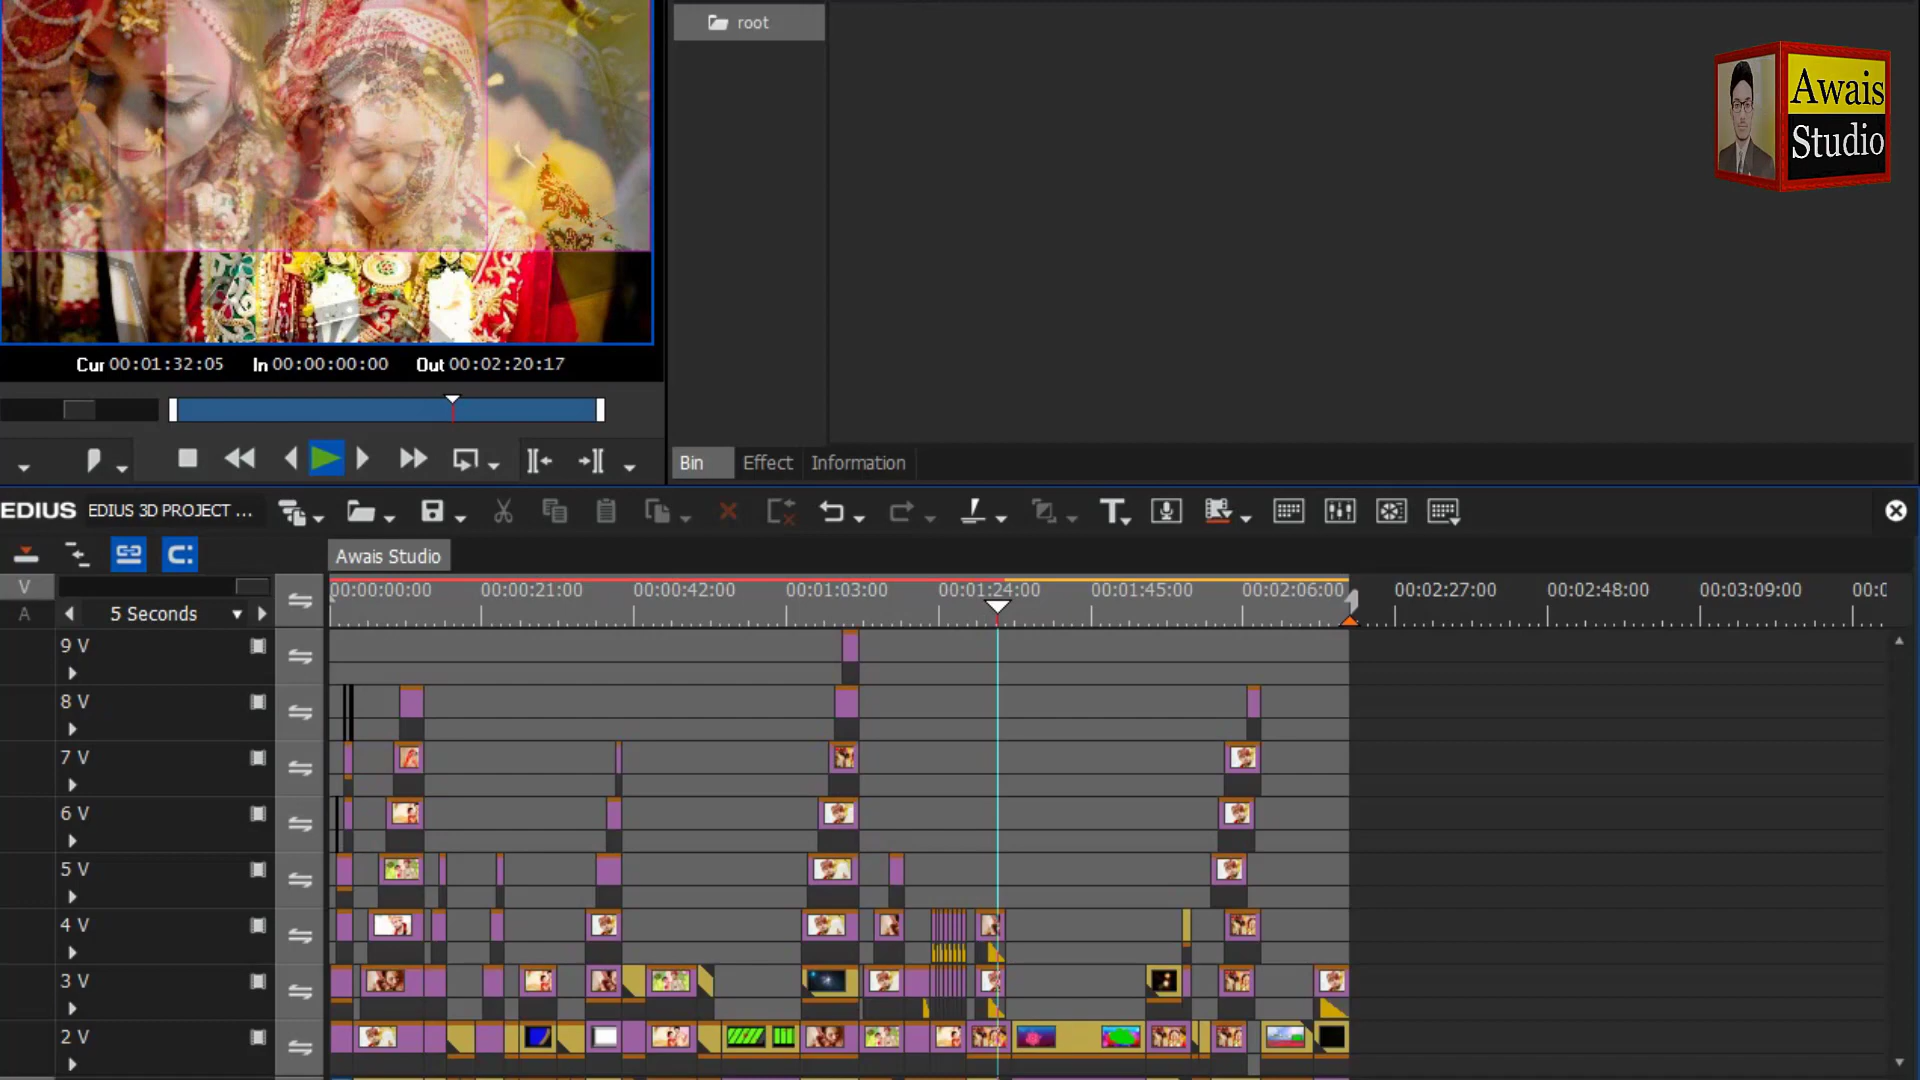 root
Awais
Studio
Cur 00:01:32:05 In 00:00:00:00 Out 00:02:20:17
Bin Effect Information
EDIUS EDIUS 3D PROJECT ...
Awais Studio
V
00:00:00:00 00:00:21:00 00:00:42:00 00:01:03:00 00:01:24:00 00:01:45:00 00:02:06:00 00:02:27:00 00:02:48:00 00:03:09:00
A 5 Seconds
9 V
8 V
7 V
6 V
5 V
4 V
3 V
2 V